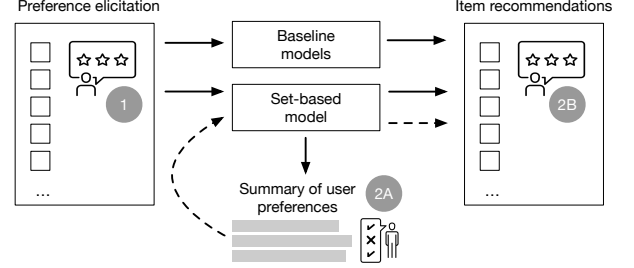 Preference elicitation
Item recommendations
Baseline
models
1
Set-based
model
2B
...
...
Summary of user
preferences
2A